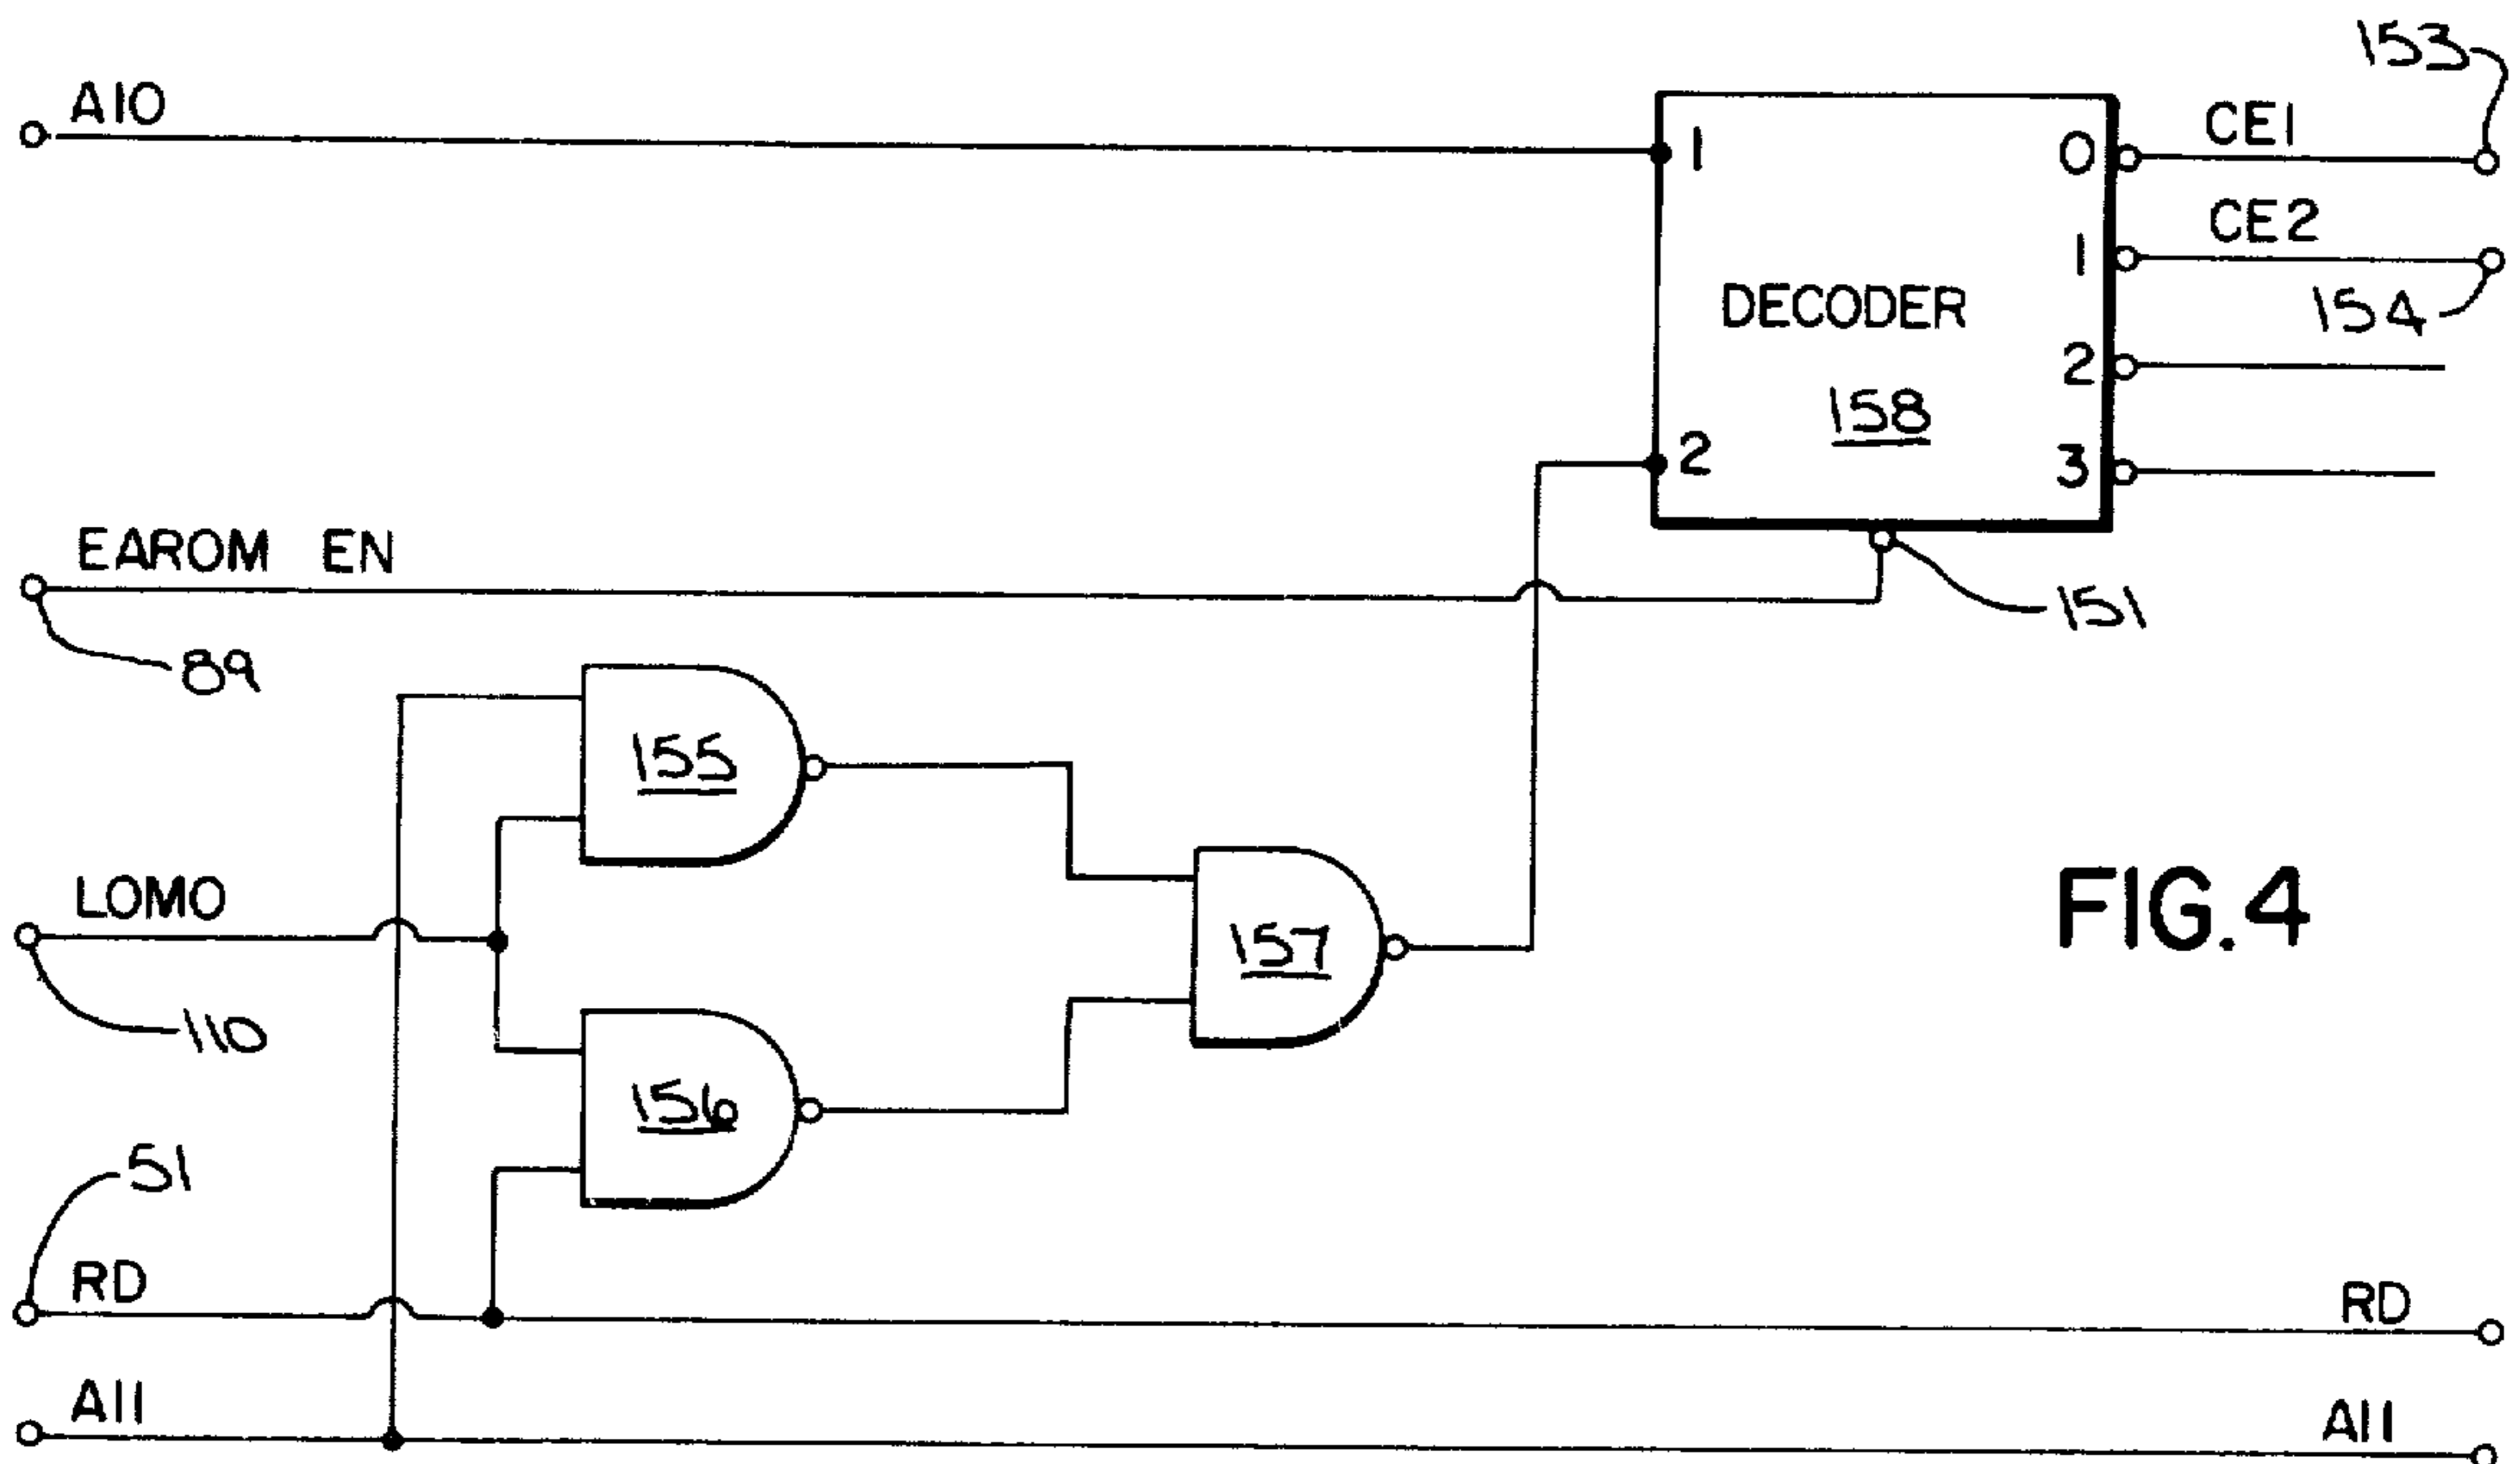 153
A10
1
0
CE1
1
CE2
DECODER
154
2
158
2
3
EAROM EN
151
89
155
LOMO
157
FIG.4
110
156
51
RD
RD
A11
A11